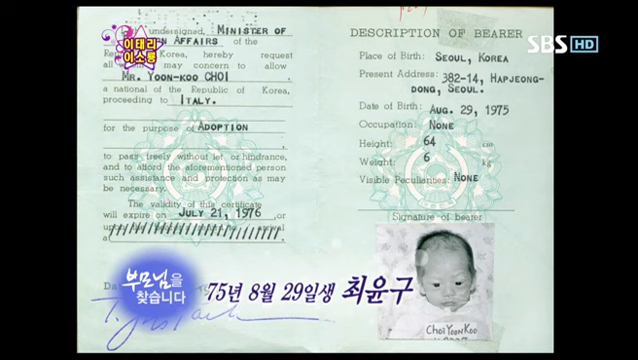 undersigned, MINISTER OF
AFFAIRS of the
Korea, hereby request
all may concern to allow
MR. YOON-KOO CHOI
a national of the Republic of Korea,
proceeding to ITALY.
for the purpose of ADOPTION
to pass freely without let or hindrance,
and to afford the aforementioned person
such assistance and protection as may
be necessary.
The validity of this certificate
will expire on JULY 21, 1976 ,or
upon
at
DESCRIPTION OF BEARER
Place of Birth: SEOUL, KOREA
Present Address: 382-14, HAPJEONG-
DONG, SEOUL.
Date of Birth: AUG. 29, 1975
Occupation: NONE
Height: 64 cm
Weight: 6 kg
Visible Peculiarities: NONE
Signature of bearer
Choi Yoon Koo
이태리
이소룡
SBS HD
부모님을
찾습니다
75년 8월 29일생 최윤구